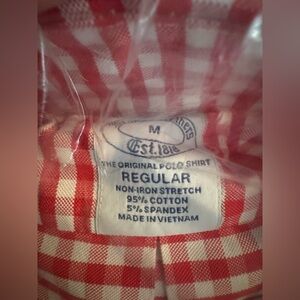 M
Est. 1818
THE ORIGINAL POLO SHIRT
REGULAR
NON-IRON STRETCH
95% COTTON
5% SPANDEX
MADE IN VIETNAM